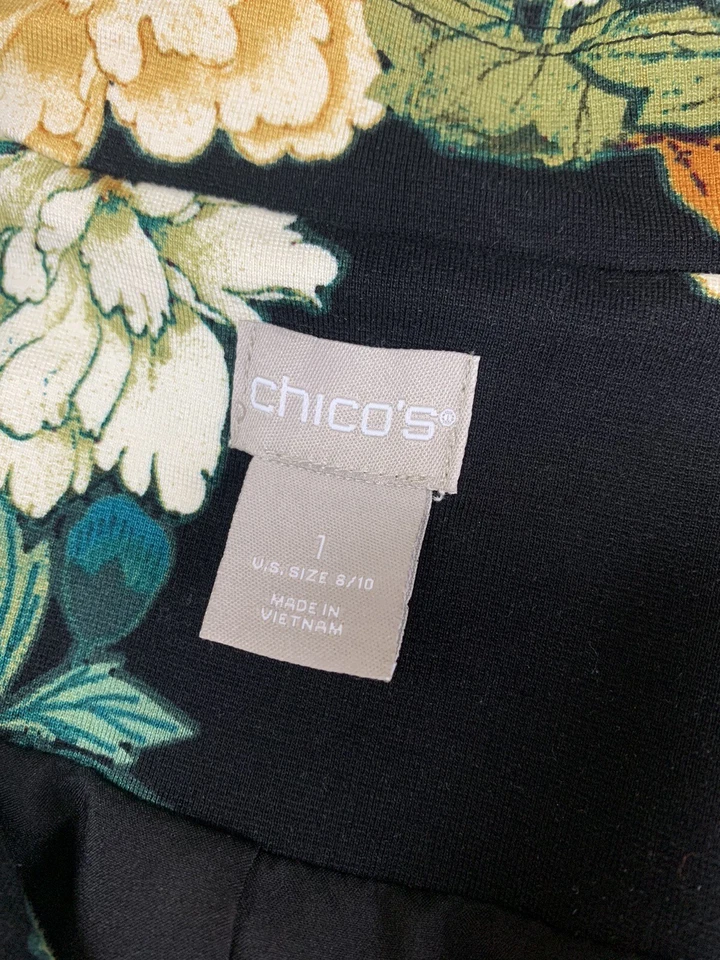 chico's®
1
U.S. SIZE 8/10
MADE IN
VIETNAM